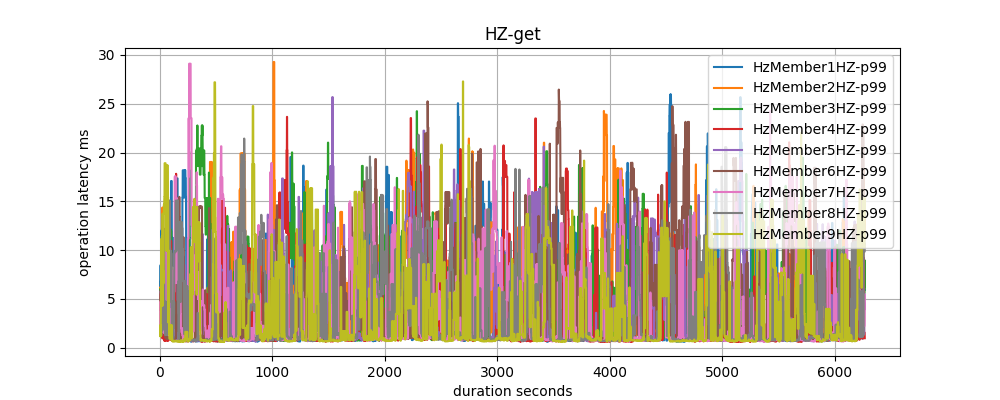 HZ-get
30
25
20
15
10
5
0
operation latency ms
0 1000 2000 3000 4000 5000 6000
duration seconds
HzMember1HZ-p99
HzMember2HZ-p99
HzMember3HZ-p99
HzMember4HZ-p99
HzMember5HZ-p99
HzMember6HZ-p99
HzMember7HZ-p99
HzMember8HZ-p99
HzMember9HZ-p99